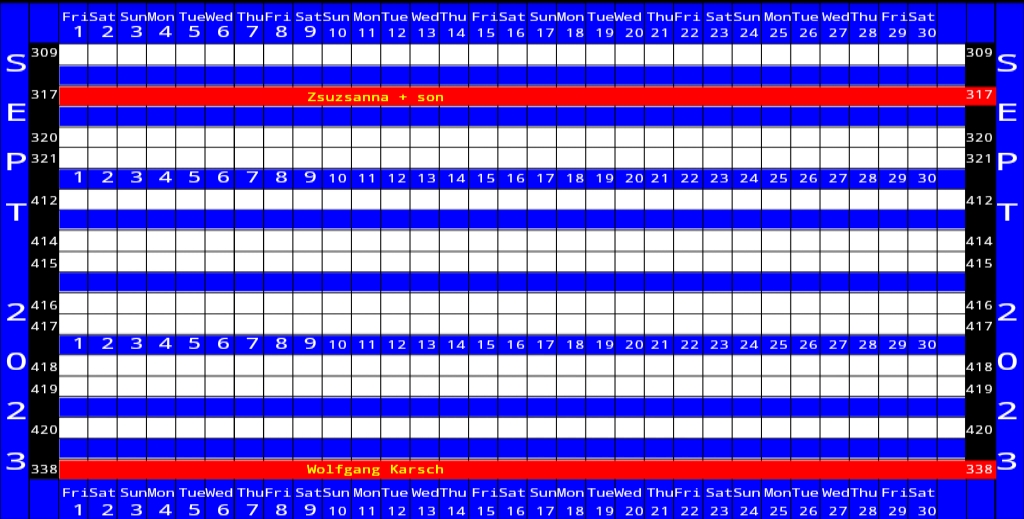 Fri Sat Sun Mon Tue Wed Thu Fri Sat Sun Mon Tue Wed Thu Fri Sat Sun Mon Tue Wed Thu Fri Sat Sun Mon Tue Wed Thu Fri Sat
1 2 3 4 5 6 7 8 9 10 11 12 13 14 15 16 17 18 19 20 21 22 23 24 25 26 27 28 29 30
SEPT 2023
309 309
317 Zsuzsanna + son 317
320 320
321 321
1 2 3 4 5 6 7 8 9 10 11 12 13 14 15 16 17 18 19 20 21 22 23 24 25 26 27 28 29 30
412 412
414 414
415 415
416 416
417 417
1 2 3 4 5 6 7 8 9 10 11 12 13 14 15 16 17 18 19 20 21 22 23 24 25 26 27 28 29 30
418 418
419 419
420 420
338 Wolfgang Karsch 338
SEPT 2023
Fri Sat Sun Mon Tue Wed Thu Fri Sat Sun Mon Tue Wed Thu Fri Sat Sun Mon Tue Wed Thu Fri Sat Sun Mon Tue Wed Thu Fri Sat
1 2 3 4 5 6 7 8 9 10 11 12 13 14 15 16 17 18 19 20 21 22 23 24 25 26 27 28 29 30